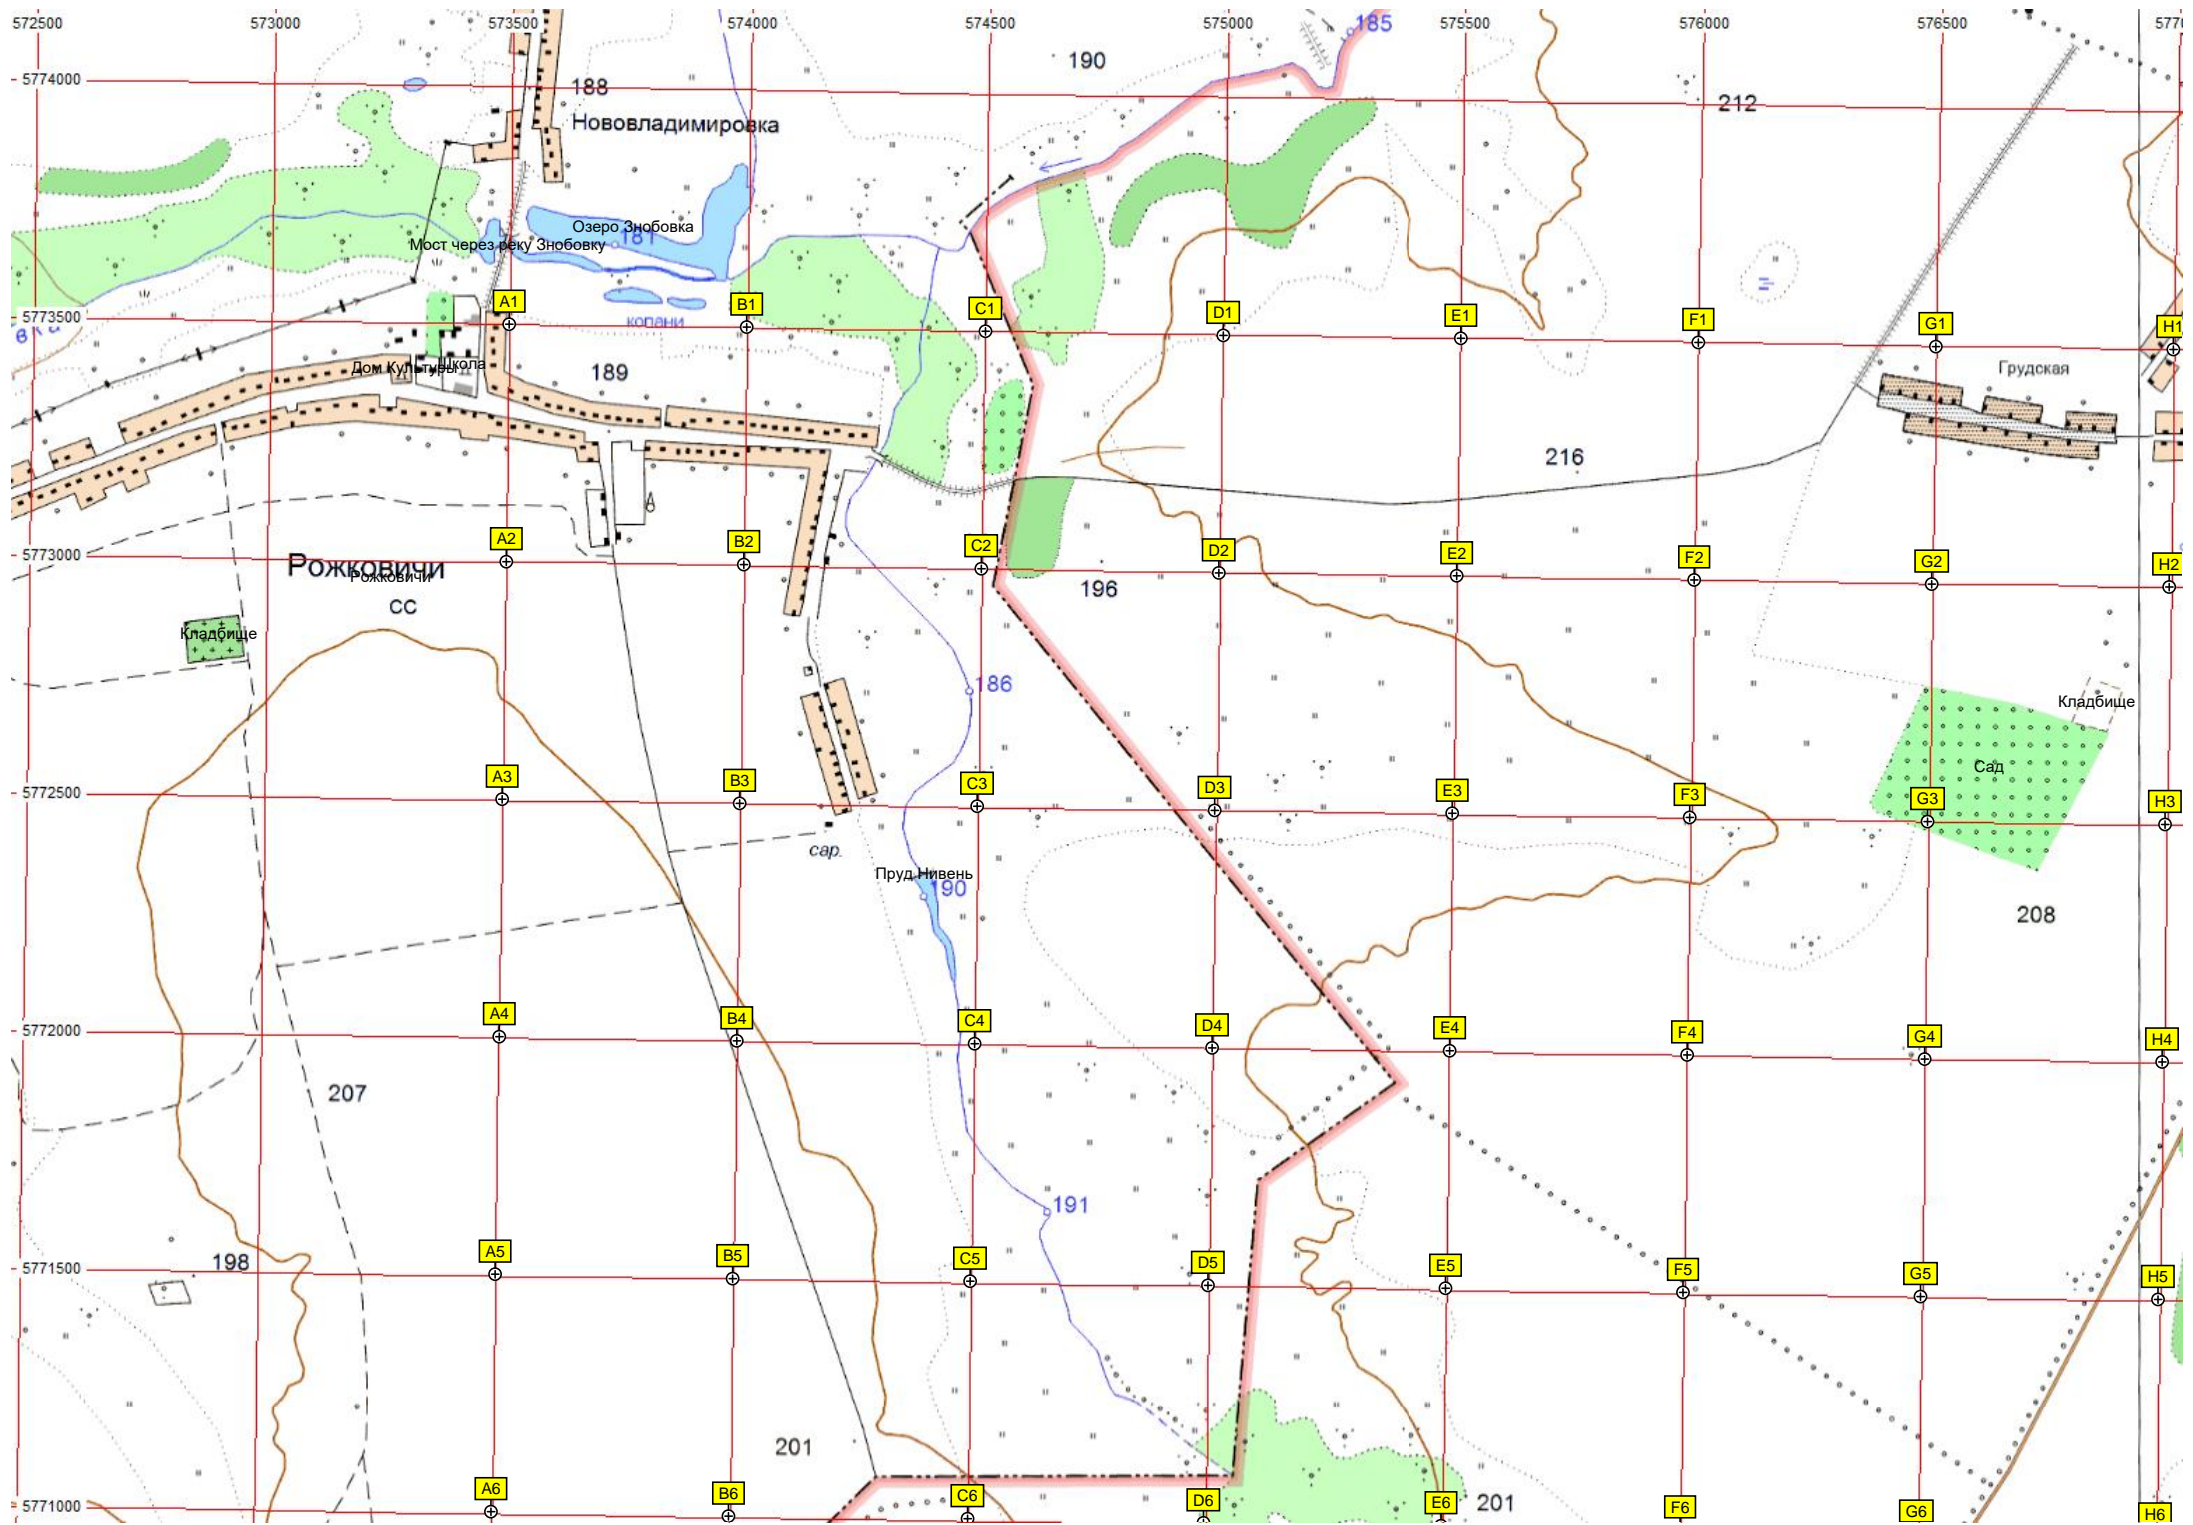 572500 573000 573500 574000 574500 575000 575500 576000 576500
185
190
5774000
188
212
Нововладимировка
Озеро Знобовка
181
Мост через реку Знобовку
A1 B1 C1 D1 E1 F1 G1 H1
5773500
копани
Дом Культуры
Школа
189
Грудская
216
A2 B2 C2 D2 E2 F2 G2 H2
5773000
Рожковичи
Рожковичи
СС
196
Кладбище
186
Кладбище
Сад
A3 B3 C3 D3 E3 F3 G3 H3
5772500
сар.
Пруд Нивень
190
208
A4 B4 C4 D4 E4 F4 G4 H4
5772000
207
191
A5 B5 C5 D5 E5 F5 G5 H5
5771500
198
201
A6 B6 C6 D6 E6 F6 G6 H6
5771000
201